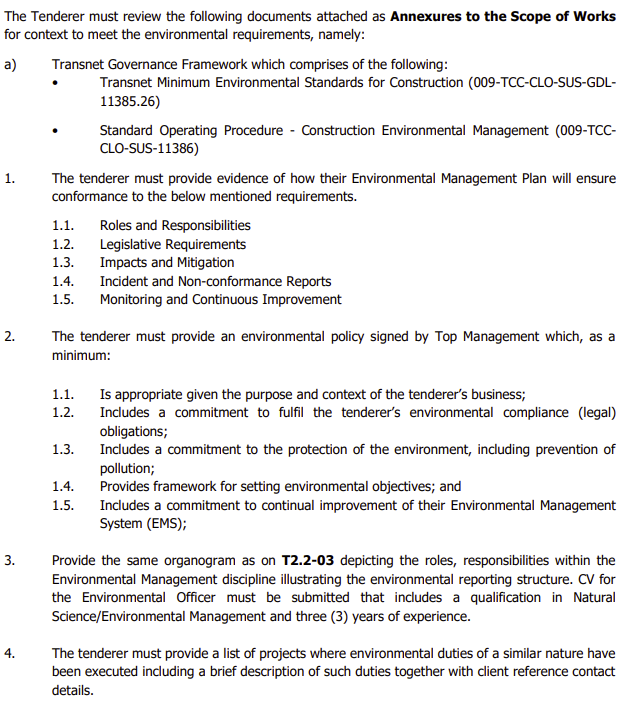 The Tenderer must review the following documents attached as Annexures to the Scope of Works
for context to meet the environmental requirements, namely:
a) Transnet Governance Framework which comprises of the following:
• Transnet Minimum Environmental Standards for Construction (009-TCC-CLO-SUS-GDL-
11385.26)
• Standard Operating Procedure - Construction Environmental Management (009-TCC-
CLO-SUS-11386)
1. The tenderer must provide evidence of how their Environmental Management Plan will ensure
conformance to the below mentioned requirements.
1.1. Roles and Responsibilities
1.2. Legislative Requirements
1.3. Impacts and Mitigation
1.4. Incident and Non-conformance Reports
1.5. Monitoring and Continuous Improvement
2. The tenderer must provide an environmental policy signed by Top Management which, as a
minimum:
1.1. Is appropriate given the purpose and context of the tenderer's business;
1.2. Includes a commitment to fulfil the tenderer's environmental compliance (legal)
obligations;
1.3. Includes a commitment to the protection of the environment, including prevention of
pollution;
1.4. Provides framework for setting environmental objectives; and
1.5. Includes a commitment to continual improvement of their Environmental Management
System (EMS);
3. Provide the same organogram as on T2.2-03 depicting the roles, responsibilities within the
Environmental Management discipline illustrating the environmental reporting structure. CV for
the Environmental Officer must be submitted that includes a qualification in Natural
Science/Environmental Management and three (3) years of experience.
4. The tenderer must provide a list of projects where environmental duties of a similar nature have
been executed including a brief description of such duties together with client reference contact
details.